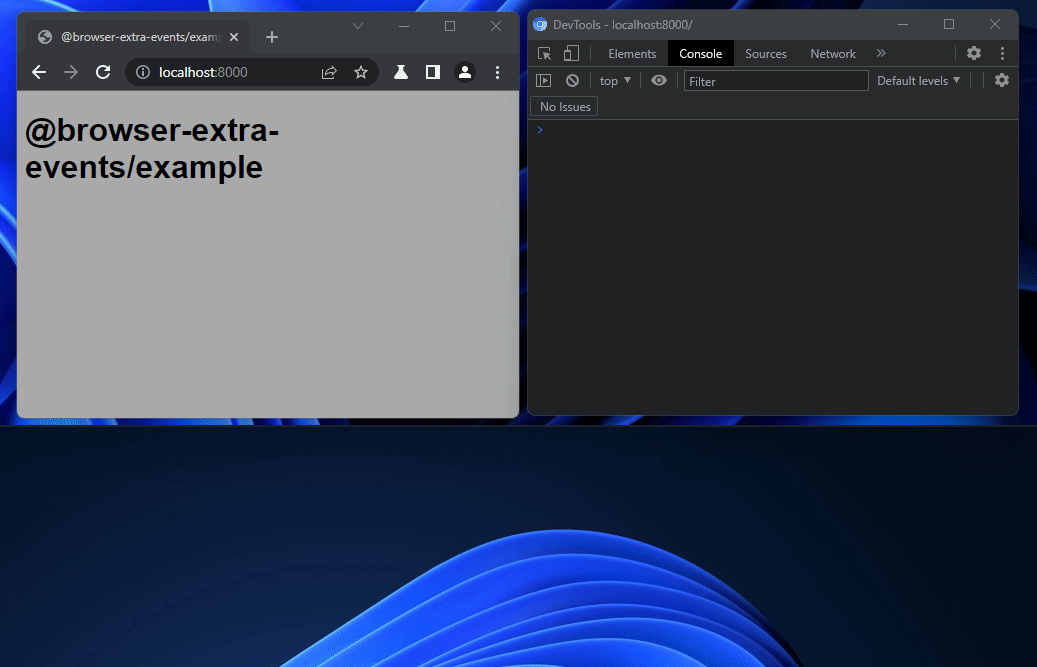 @browser-extra-events/exam
localhost:8000
@browser-extra-
events/example
DevTools - localhost:8000/
Elements Console Sources Network
top Filter Default levels
No Issues